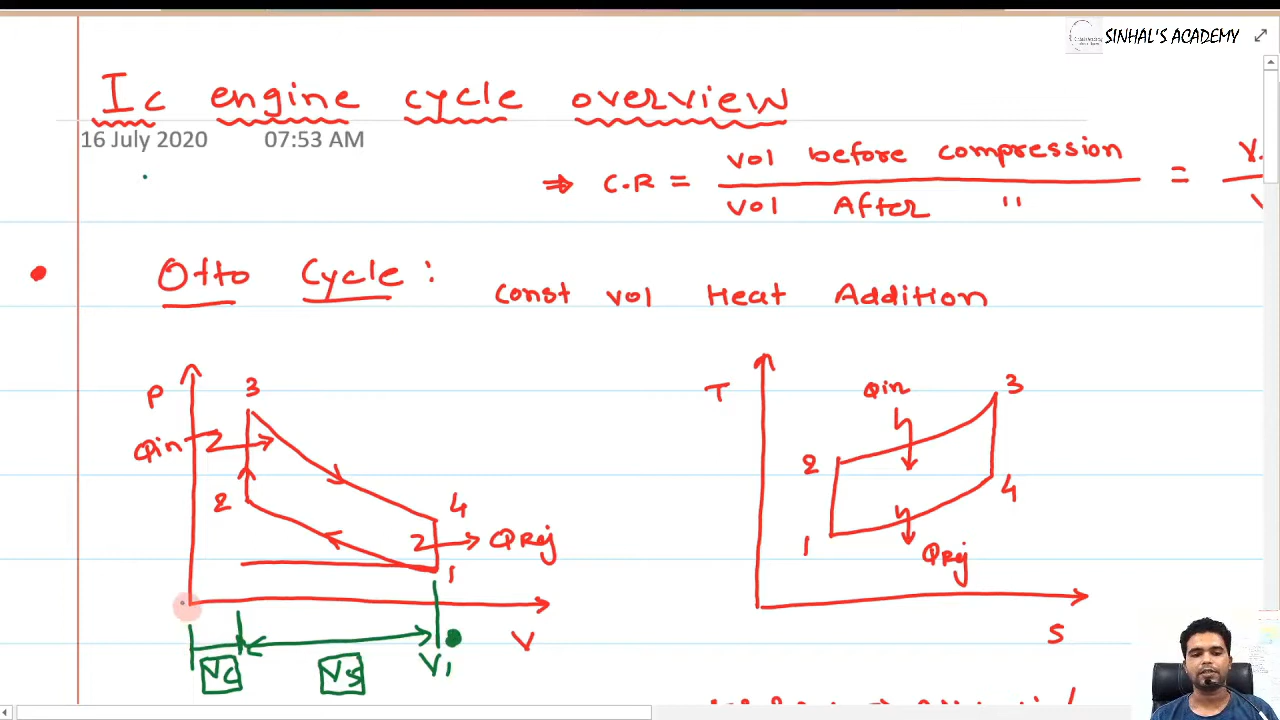 SINHAL'S ACADEMY
Ic engine cycle overview
16 July 2020 07:53 AM
⇒ C.R = vol before compression / vol After " =
• Otto Cycle : Const vol Heat Addition
P
3
Qin
2
4
2
QRej
1
V
Vc
Vs
V1
T
Qin
3
2
4
1
QRej
S